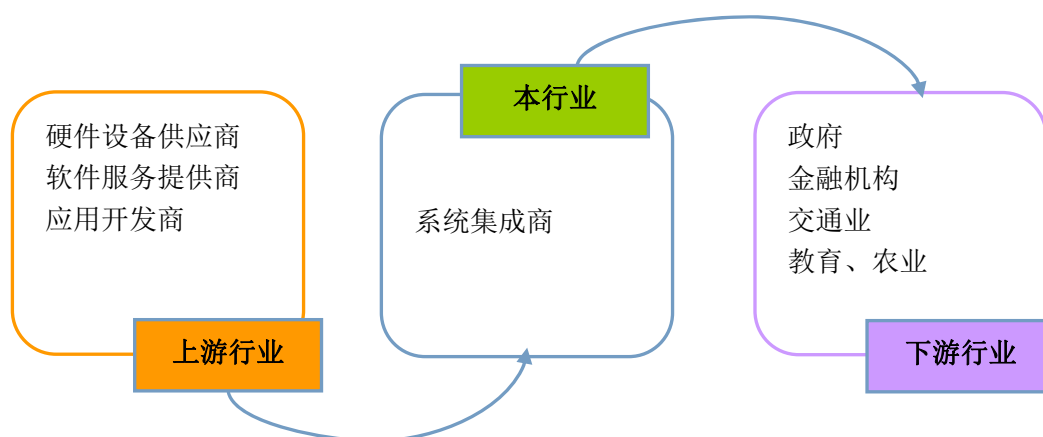 硬件设备供应商
软件服务提供商
应用开发商
上游行业
本行业
系统集成商
政府
金融机构
交通业
教育、农业
下游行业